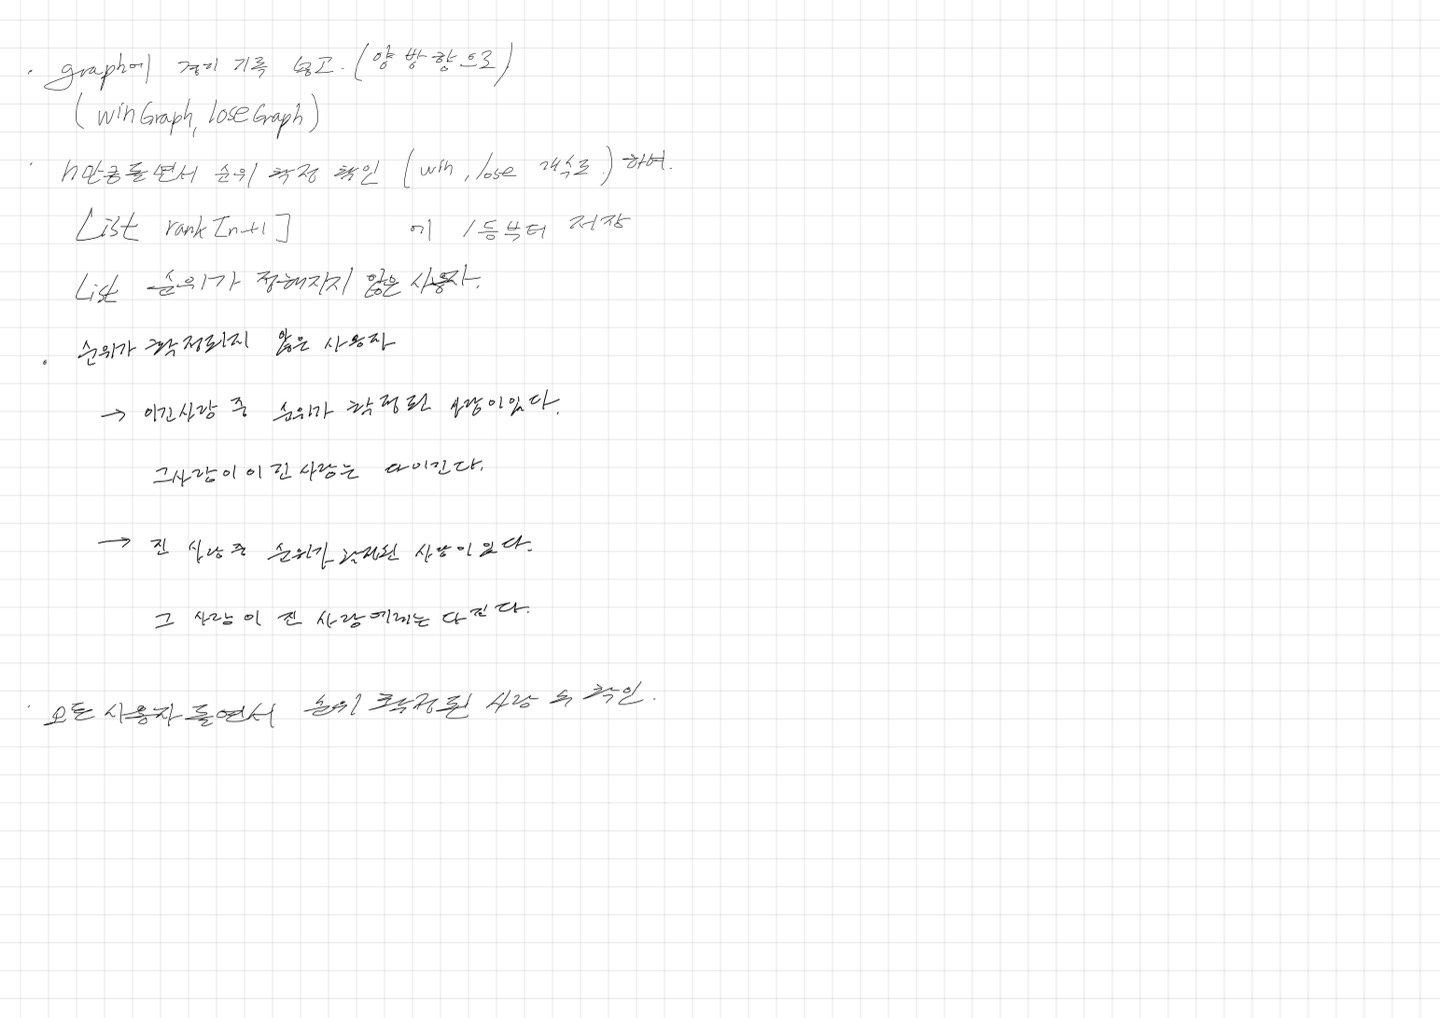 · graph에 경기 기록 넣고. (양방향으로)
(winGraph, loseGraph)
· n만큼 돌면서 순위 확정 확인 (win, lose 개수로) 하여.
List rank[n+1] 에 1등부터 저장
List 순위가 정해지지 않은 사용자.
· 순위가 확정되지 않은 사용자
→ 이긴사람 중 순위가 확정된 사람이있다.
그사람이 이긴 사람는 다이긴다.
→ 진 사람중 순위가 확정된 사람이 있다.
그 사람이 진 사람에게는 다 진다.
· 모든 사용자 돌면서 순위 확정된 사람 수 확인.